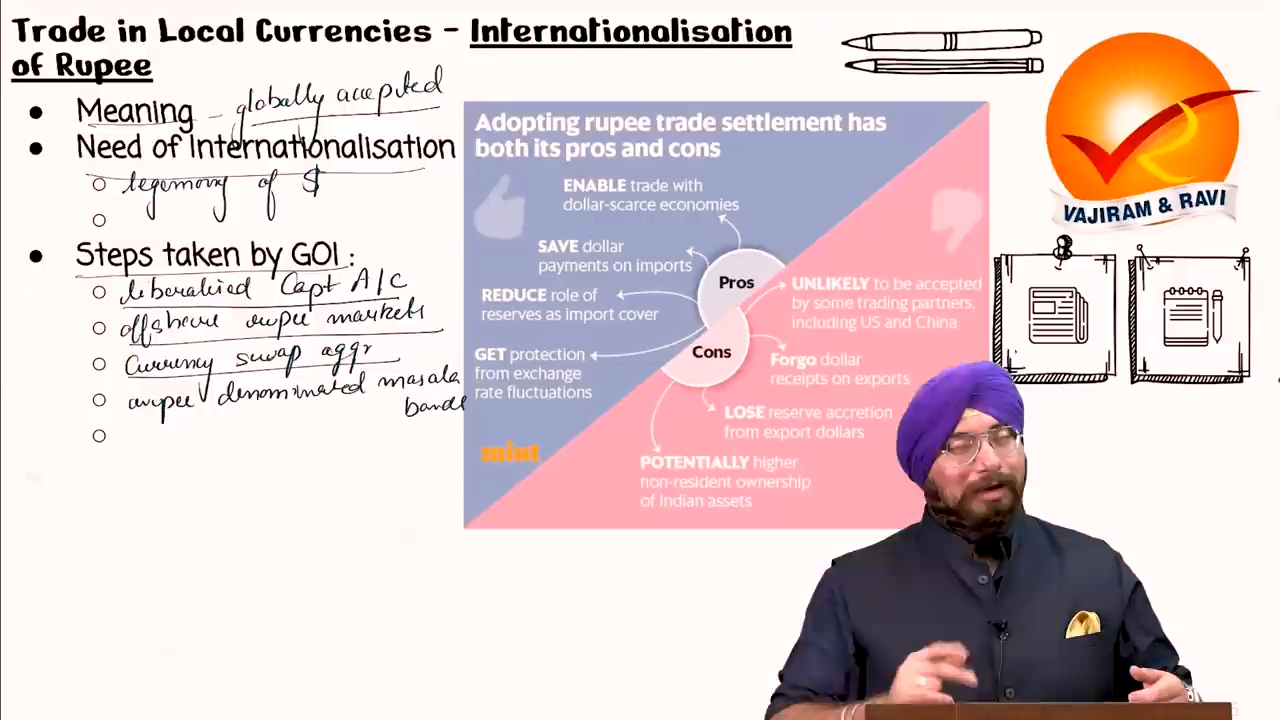 Trade in Local Currencies - Internationalisation
of Rupee
Meaning - globally accepted
Need of Internationalisation
hegemony of $
Steps taken by GOI :
liberalised Capt A/C
offshore rupee markets
Currency swap aggr
rupee denominated masala
bonds
Adopting rupee trade settlement has
both its pros and cons
ENABLE trade with
dollar-scarce economies
SAVE dollar
payments on imports
REDUCE role of
reserves as import cover
GET protection
from exchange
rate fluctuations
Pros
Cons
UNLIKELY to be accepted
by some trading partners,
including US and China
Forgo dollar
receipts on exports
LOSE reserve accretion
from export dollars
POTENTIALLY higher
non-resident ownership
of Indian assets
mint
VAJIRAM & RAVI